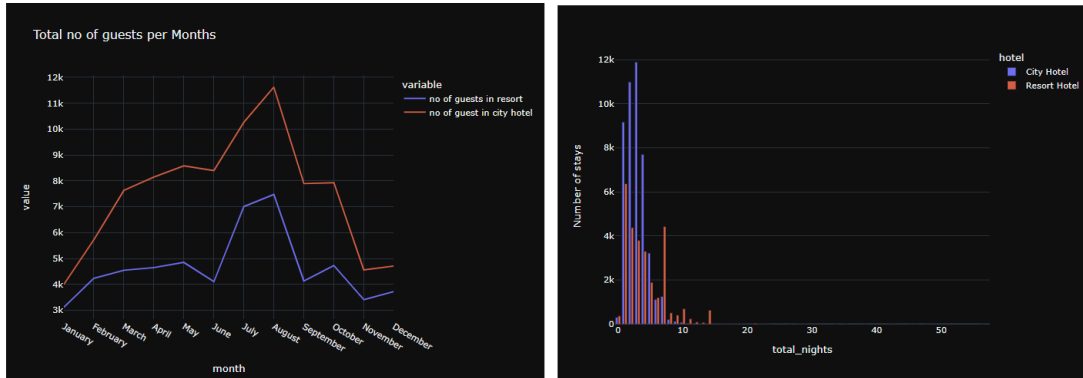 Total no of guests per Months
12k
11k
10k
9k
8k
7k
6k
5k
4k
3k
value
January
February
March
April
May
June
July
August
September
October
November
December
month
variable
no of guests in resort
no of guest in city hotel
12k
10k
8k
6k
4k
2k
0
Number of stays
0
10
20
30
40
50
total_nights
hotel
City Hotel
Resort Hotel